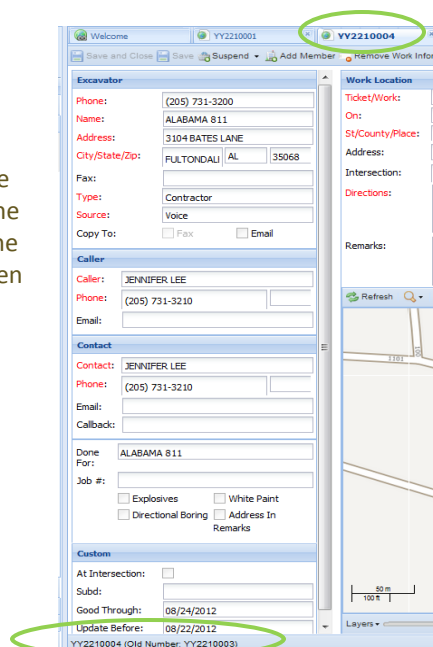 Welcome YY2210001 YY2210004
Save and Close Save Suspend Add Member Remove Work Infor
Excavator
Phone: (205) 731-3200
Name: ALABAMA 811
Address: 3104 BATES LANE
City/State/Zip: FULTONDALI AL 35068
Fax:
Type: Contractor
Source: Voice
Copy To: Fax Email
Caller
Caller: JENNIFER LEE
Phone: (205) 731-3210
Email:
Contact
Contact: JENNIFER LEE
Phone: (205) 731-3210
Email:
Callback:
Done For: ALABAMA 811
Job #:
Explosives White Paint
Directional Boring Address In
Remarks
Custom
At Intersection:
Subd:
Good Through: 08/24/2012
Update Before: 08/22/2012
YY2210004 (Old Number: YY2210003)
Work Location
Ticket/Work:
On:
St/County/Place:
Address:
Intersection:
Directions:
Remarks:
Refresh
1101
50 m
100 ft
Layers
e
ne
ne
en